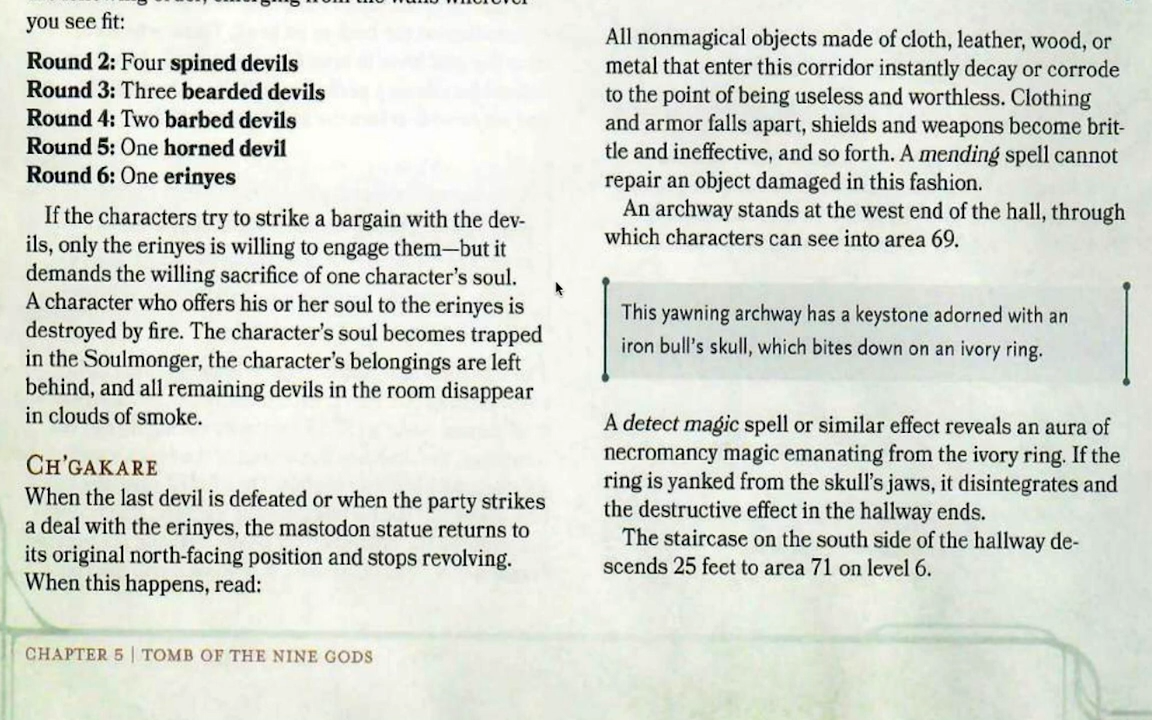 you see fit:
Round 2: Four spined devils
Round 3: Three bearded devils
Round 4: Two barbed devils
Round 5: One horned devil
Round 6: One erinyes
If the characters try to strike a bargain with the dev-
ils, only the erinyes is willing to engage them—but it
demands the willing sacrifice of one character's soul.
A character who offers his or her soul to the erinyes is
destroyed by fire. The character's soul becomes trapped
in the Soulmonger, the character's belongings are left
behind, and all remaining devils in the room disappear
in clouds of smoke.
CH'GAKARE
When the last devil is defeated or when the party strikes
a deal with the erinyes, the mastodon statue returns to
its original north-facing position and stops revolving.
When this happens, read:
All nonmagical objects made of cloth, leather, wood, or
metal that enter this corridor instantly decay or corrode
to the point of being useless and worthless. Clothing
and armor falls apart, shields and weapons become brit-
tle and ineffective, and so forth. A mending spell cannot
repair an object damaged in this fashion.
An archway stands at the west end of the hall, through
which characters can see into area 69.
This yawning archway has a keystone adorned with an
iron bull's skull, which bites down on an ivory ring.
A detect magic spell or similar effect reveals an aura of
necromancy magic emanating from the ivory ring. If the
ring is yanked from the skull's jaws, it disintegrates and
the destructive effect in the hallway ends.
The staircase on the south side of the hallway de-
scends 25 feet to area 71 on level 6.
CHAPTER 5 | TOMB OF THE NINE GODS